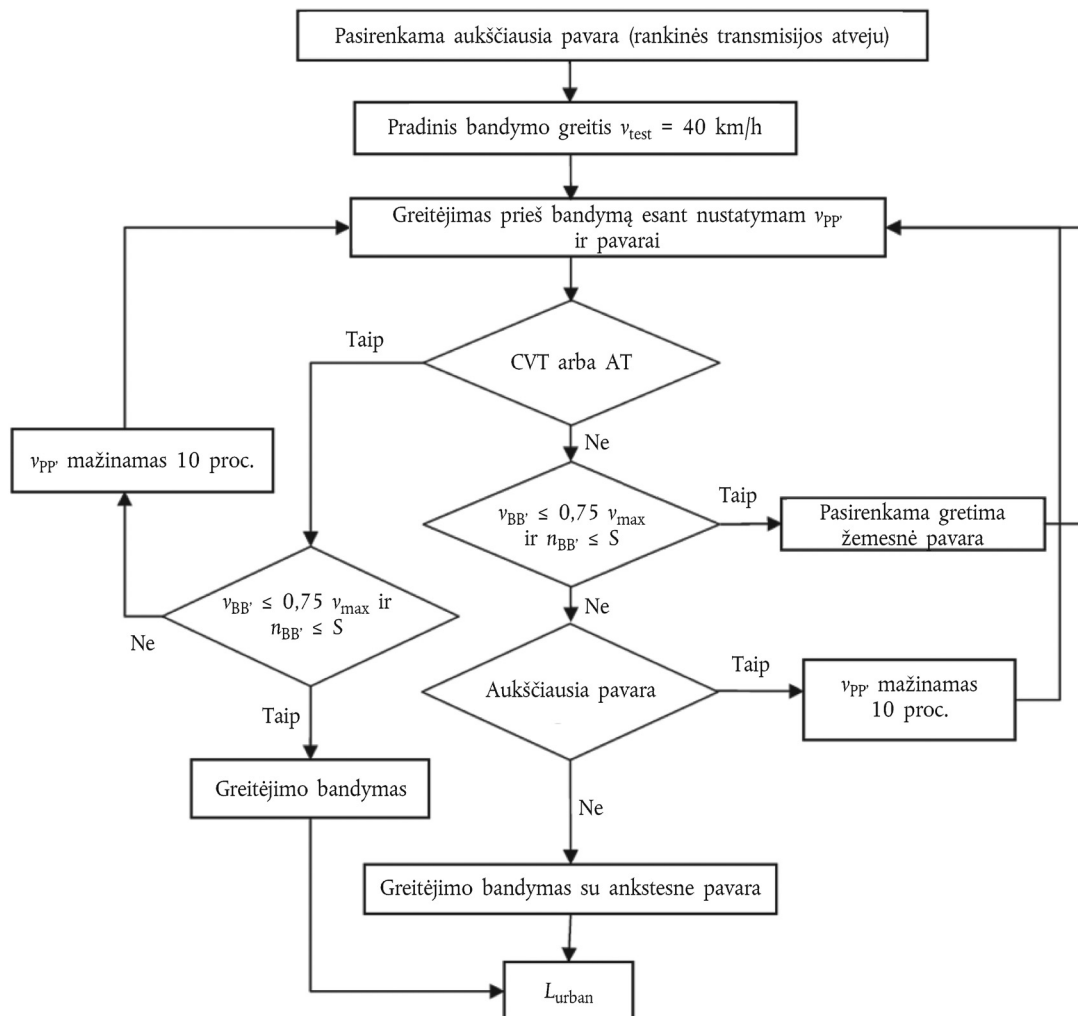 Pasirenkama aukščiausia pavara (rankinės transmisijos atveju)
Pradinis bandymo greitis v_test = 40 km/h
Greitėjimas prieš bandymą esant nustatymam v_PP'
ir pavarai
Taip
CVT arba AT
Ne
v_PP' mažinamas 10 proc.
v_BB' ≤ 0,75 v_max
ir n_BB' ≤ S
Taip
Pasirenkama gretima
žemesnė pavara
v_BB' ≤ 0,75 v_max ir
n_BB' ≤ S
Ne
Ne
Aukščiausia pavara
Taip
v_PP' mažinamas
10 proc.
Taip
Greitėjimo bandymas
Ne
Greitėjimo bandymas su ankstesne pavara
L_urban